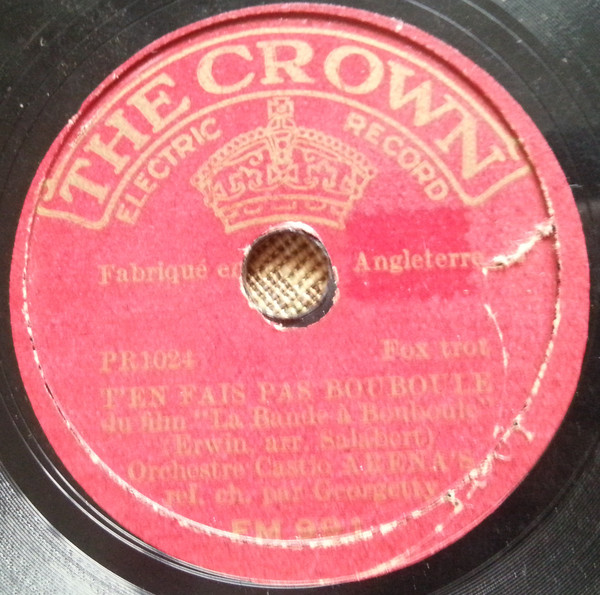 THE CROWN
ELECTRIC RECORD
Fabriqué en Angleterre
PR1024 Fox trot
T'EN FAIS PAS BOUBOULE
du film "La Bande à Bouboule"
(Erwin, arr. Salabert)
Orchestre Castio ARENA'S
ref. ch. par Georgetty